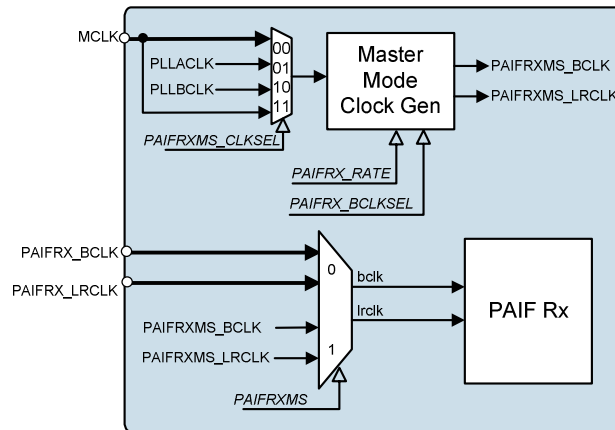 MCLK
00
01
10
11
PLLACLK
PLLBCLK
PAIFRXMS_CLKSEL
Master
Mode
Clock Gen
PAIFRXMS_BCLK
PAIFRXMS_LRCLK
PAIFRX_RATE
PAIFRX_BCLKSEL
PAIFRX_BCLK
PAIFRX_LRCLK
PAIFRXMS_BCLK
PAIFRXMS_LRCLK
0
1
PAIFRXMS
bclk
lrclk
PAIF Rx